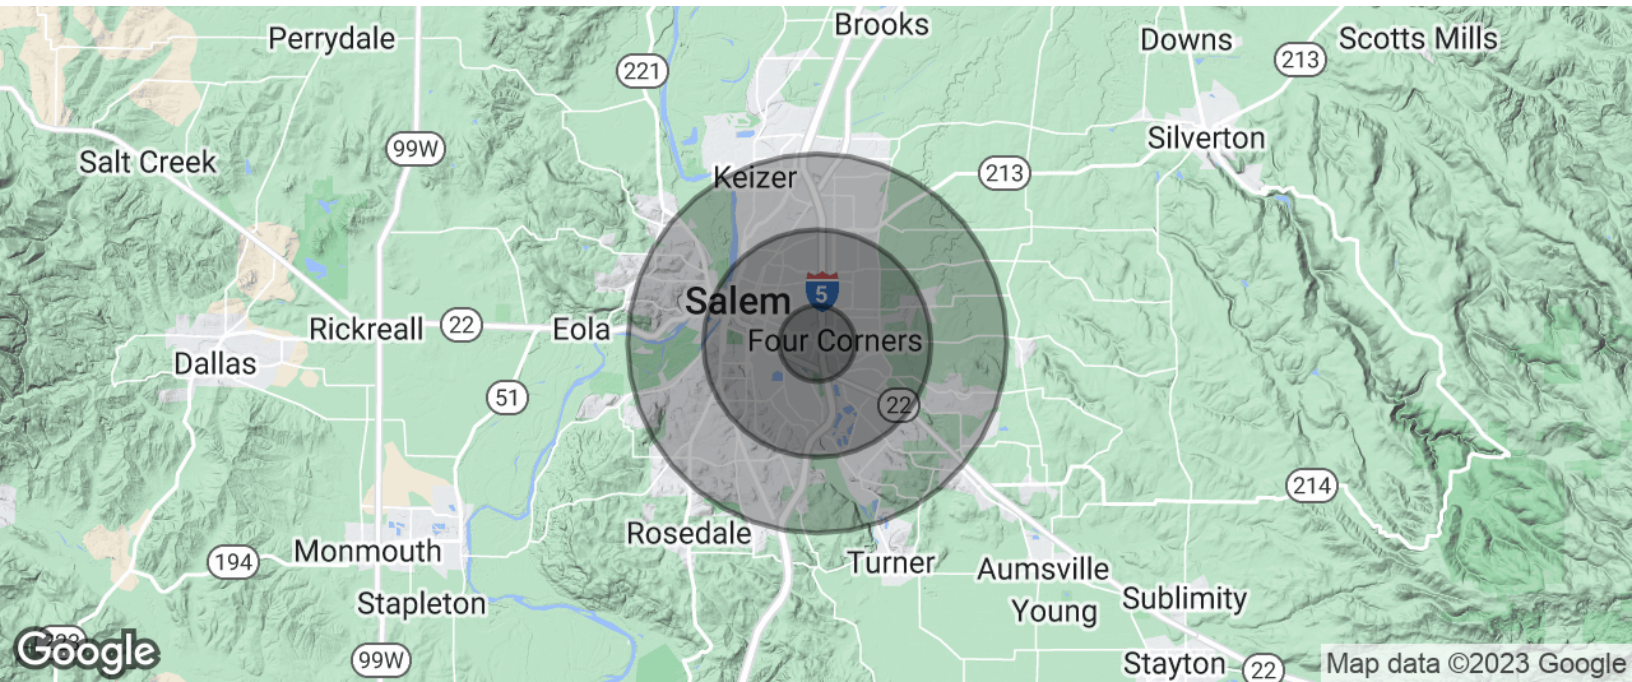 Brooks
Perrydale
Downs
Scotts Mills
213
221
Silverton
99W
Salt Creek
213
Keizer
5
Salem
22
Rickreall
Eola
Four Corners
Dallas
51
22
214
Rosedale
Monmouth
194
Turner
Aumsville
Stapleton
Young
Sublimity
Google
99W
Stayton
22
Map data ©2023 Google